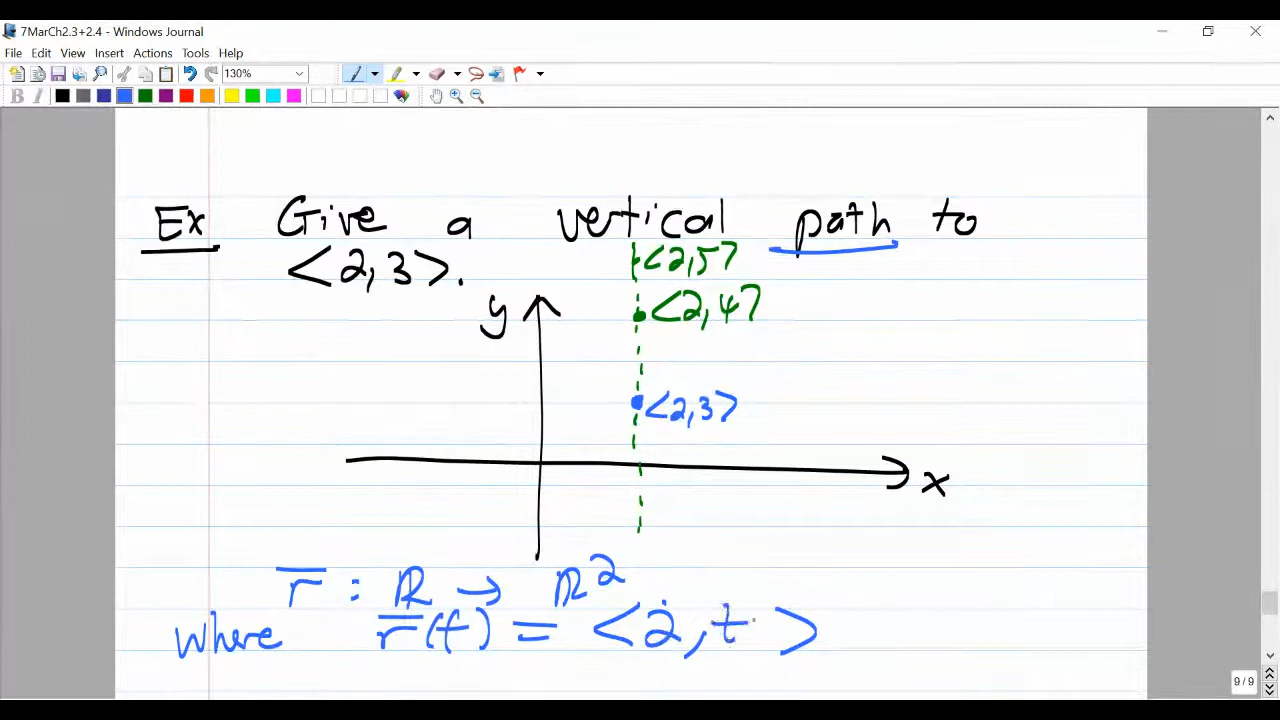 7MarCh2.3+2.4 - Windows Journal
File Edit View Insert Actions Tools Help
130%
B I
Ex Give a vertical path to
<2,3>.
<2,5>
<2,4>
y
<2,3>
x
r̅ : ℝ → ℝ²
where r̅(t) = <2, t >
9 / 9